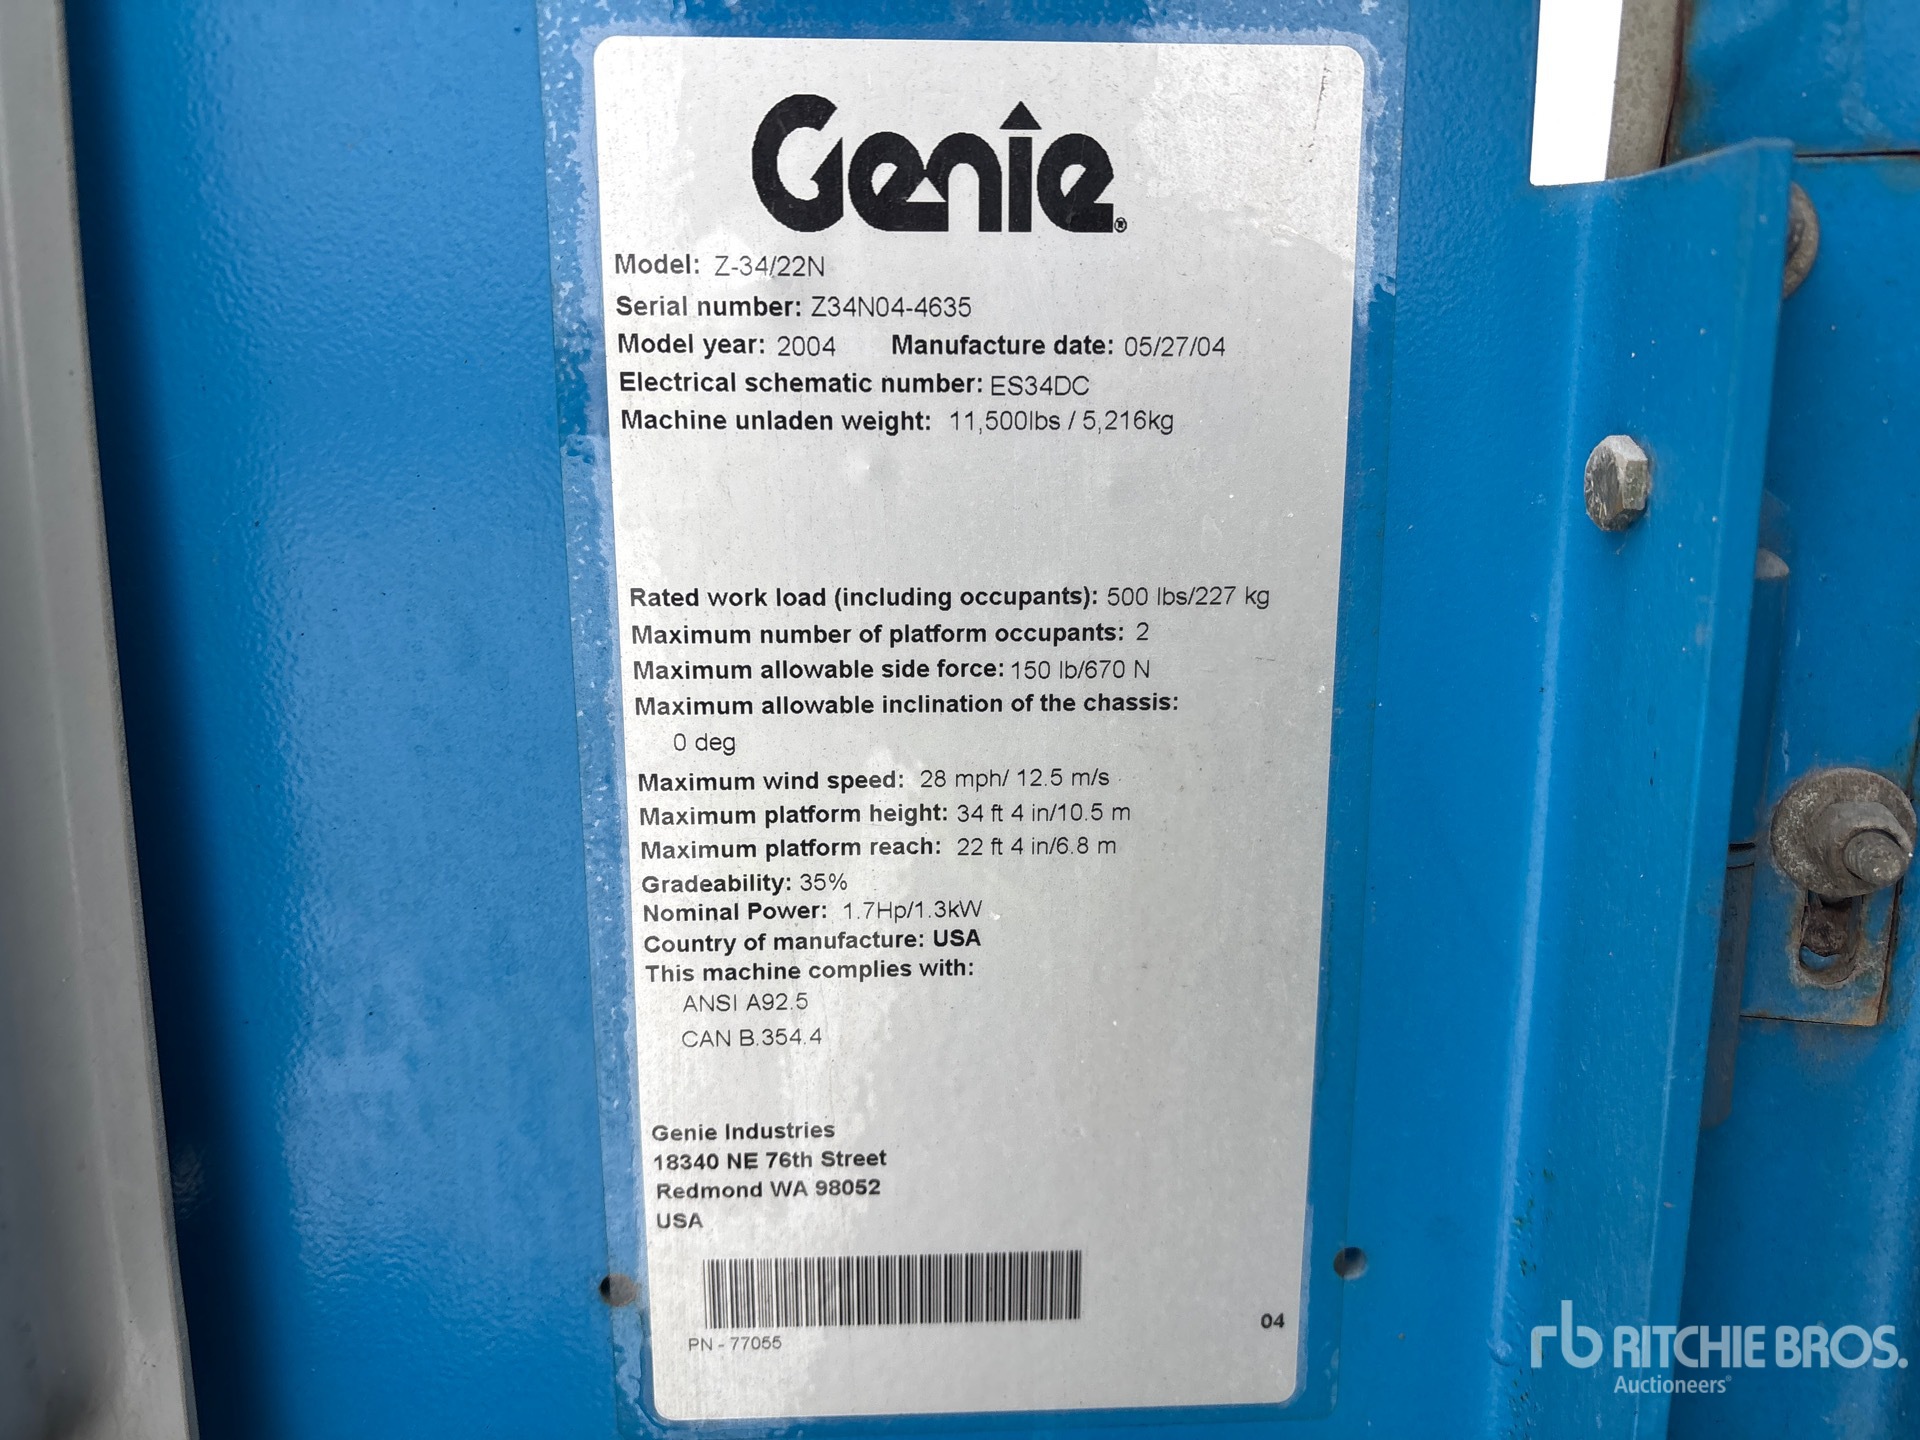 Genie®
Model: Z-34/22N
Serial number: Z34N04-4635
Model year: 2004 Manufacture date: 05/27/04
Electrical schematic number: ES34DC
Machine unladen weight: 11,500lbs / 5,216kg
Rated work load (including occupants): 500 lbs/227 kg
Maximum number of platform occupants: 2
Maximum allowable side force: 150 lb/670 N
Maximum allowable inclination of the chassis:
0 deg
Maximum wind speed: 28 mph/ 12.5 m/s
Maximum platform height: 34 ft 4 in/10.5 m
Maximum platform reach: 22 ft 4 in/6.8 m
Gradeability: 35%
Nominal Power: 1.7Hp/1.3kW
Country of manufacture: USA
This machine complies with:
ANSI A92.5
CAN B.354.4
Genie Industries
18340 NE 76th Street
Redmond WA 98052
USA
PN - 77055
04
rb RITCHIE BROS.
Auctioneers®